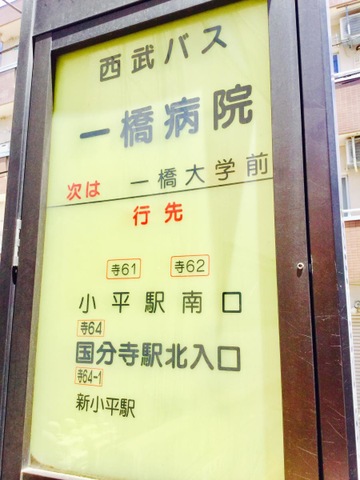 西武バス
一橋病院
次は 一橋大学前
行先
寺61 寺62
小平駅南口
寺64
国分寺駅北入口
寺64-1
新小平駅